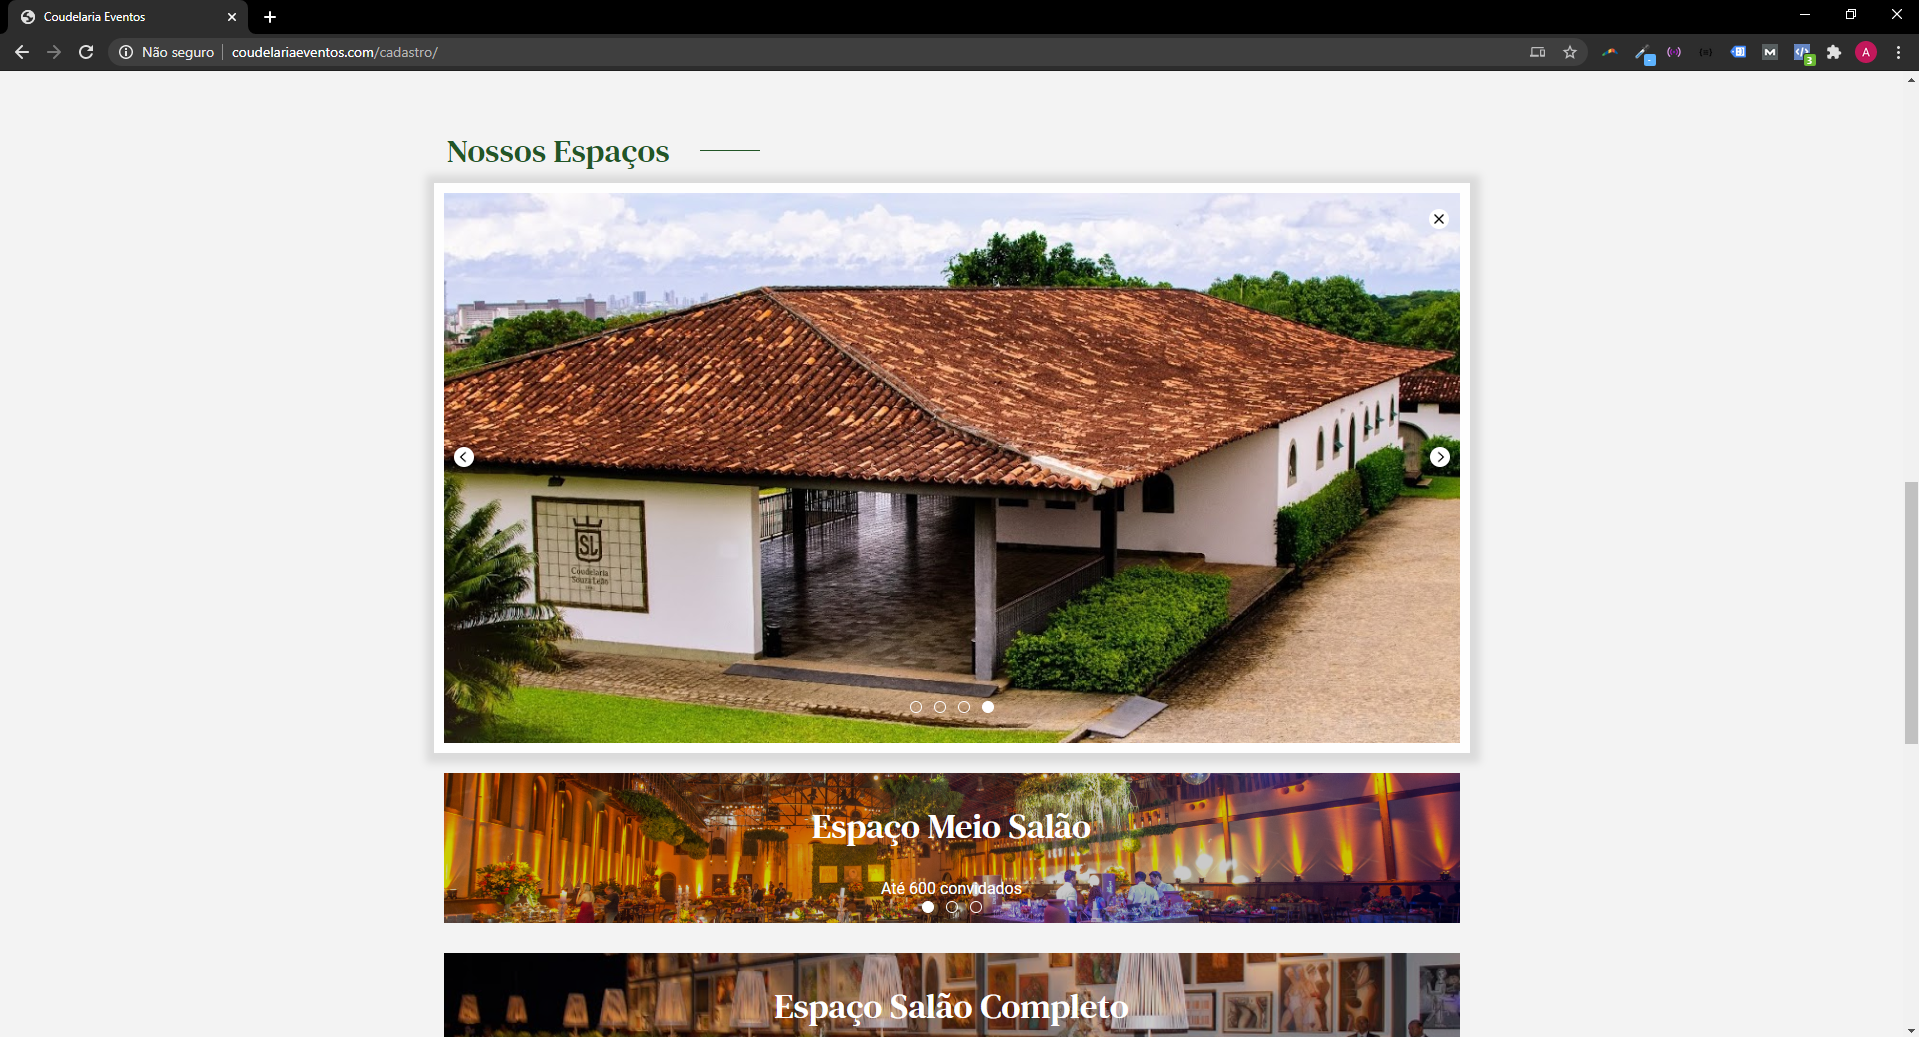 Coudelaria Eventos
Não seguro
coudelariaeventos.com/cadastro/
3
A
Nossos Espaços
SL
Coudelaria
Souza Leão
Espaço Meio Salão
Até 600 convidados
Espaço Salão Completo